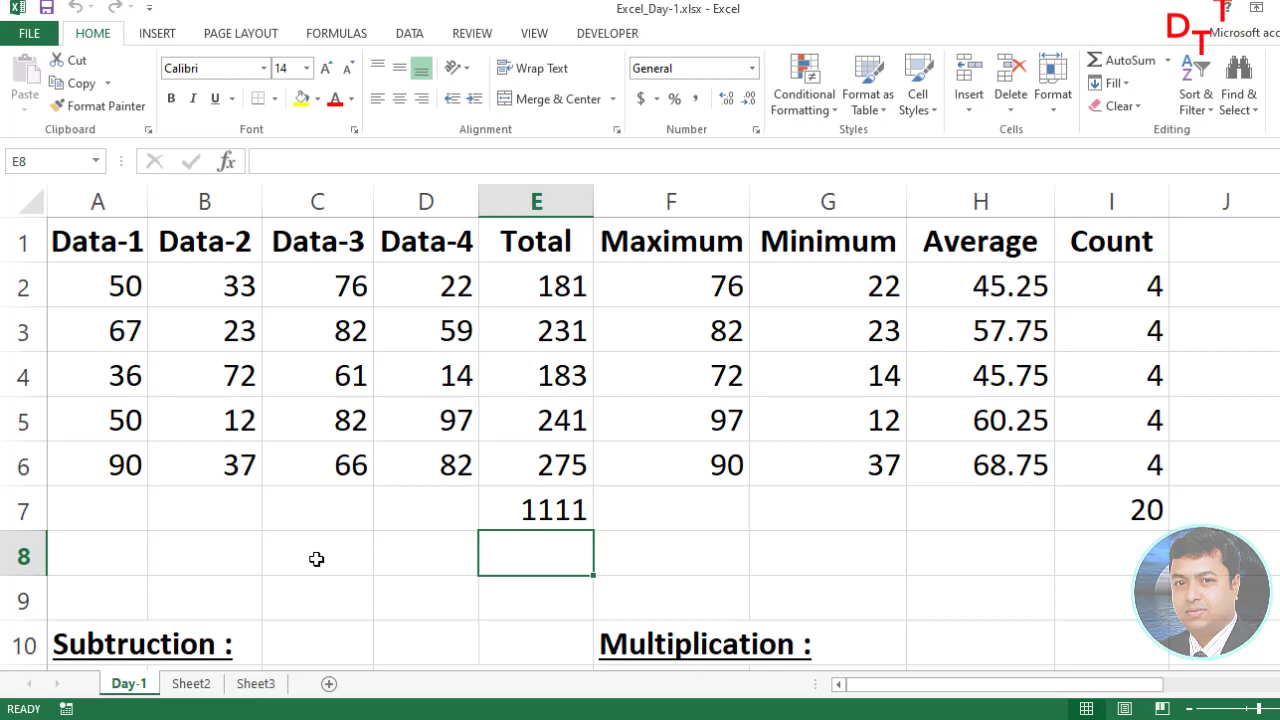 Excel_Day-1.xlsx - Excel
?
D T T
FILE HOME INSERT PAGE LAYOUT FORMULAS DATA REVIEW VIEW DEVELOPER Microsoft acc
Paste Cut Copy Format Painter
Clipboard
Calibri 14
B I U A
Font
Wrap Text
Merge & Center
Alignment
General
$ % ,
Number
Conditional Formatting
Format as Table
Cell Styles
Styles
Insert Delete Format
Cells
AutoSum
Fill
Clear
Sort & Filter
Find & Select
Editing
E8 fx
A B C D E F G H I J
1 Data-1 Data-2 Data-3 Data-4 Total Maximum Minimum Average Count
2 50 33 76 22 181 76 22 45.25 4
3 67 23 82 59 231 82 23 57.75 4
4 36 72 61 14 183 72 14 45.75 4
5 50 12 82 97 241 97 12 60.25 4
6 90 37 66 82 275 90 37 68.75 4
7 1111 20
8
9
10 Subtruction : Multiplication :
Day-1 Sheet2 Sheet3
READY